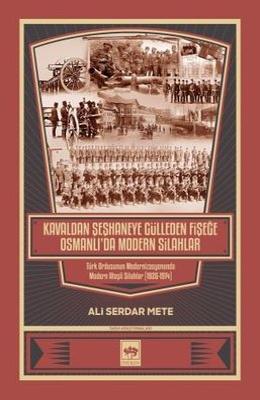 KAVALDAN ŞEŞHANEYE GÜLLEDEN FİŞEĞE
OSMANLI'DA MODERN SİLAHLAR
Türk Ordusunun Modernizasyonunda
Modern Ateşli Silahlar (1826-1914)
ALİ SERDAR METE